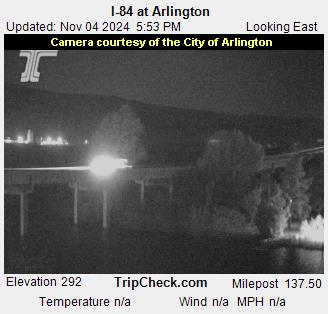 I-84 at Arlington
Updated: Nov 04 2024 5:53 PM Looking East
Camera courtesy of the City of Arlington
Elevation 292 TripCheck.com Milepost 137.50
Temperature n/a Wind n/a MPH n/a